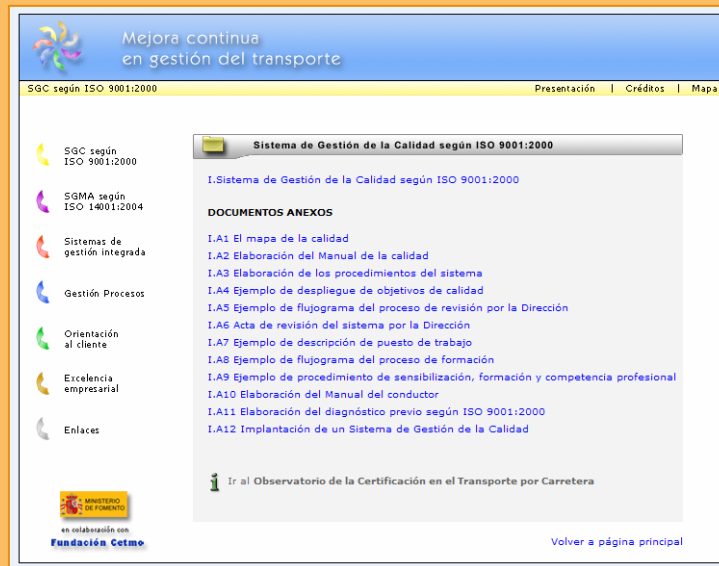 Mejora continua
en gestión del transporte
SGC según ISO 9001:2000
Presentación | Créditos | Mapa
SGC según
ISO 9001:2000
SGMA según
ISO 14001:2004
Sistemas de
gestión integrada
Gestión Procesos
Orientación
al cliente
Excelencia
empresarial
Enlaces
MINISTERIO
DE FOMENTO
en colaboración con
Fundación Cetmo
Sistema de Gestión de la Calidad según ISO 9001:2000
I.Sistema de Gestión de la Calidad según ISO 9001:2000
DOCUMENTOS ANEXOS
I.A1 El mapa de la calidad
I.A2 Elaboración del Manual de la calidad
I.A3 Elaboración de los procedimientos del sistema
I.A4 Ejemplo de despliegue de objetivos de calidad
I.A5 Ejemplo de flujograma del proceso de revisión por la Dirección
I.A6 Acta de revisión del sistema por la Dirección
I.A7 Ejemplo de descripción de puesto de trabajo
I.A8 Ejemplo de flujograma del proceso de formación
I.A9 Ejemplo de procedimiento de sensibilización, formación y competencia profesional
I.A10 Elaboración del Manual del conductor
I.A11 Elaboración del diagnóstico previo según ISO 9001:2000
I.A12 Implantación de un Sistema de Gestión de la Calidad
Ir al Observatorio de la Certificación en el Transporte por Carretera
Volver a página principal